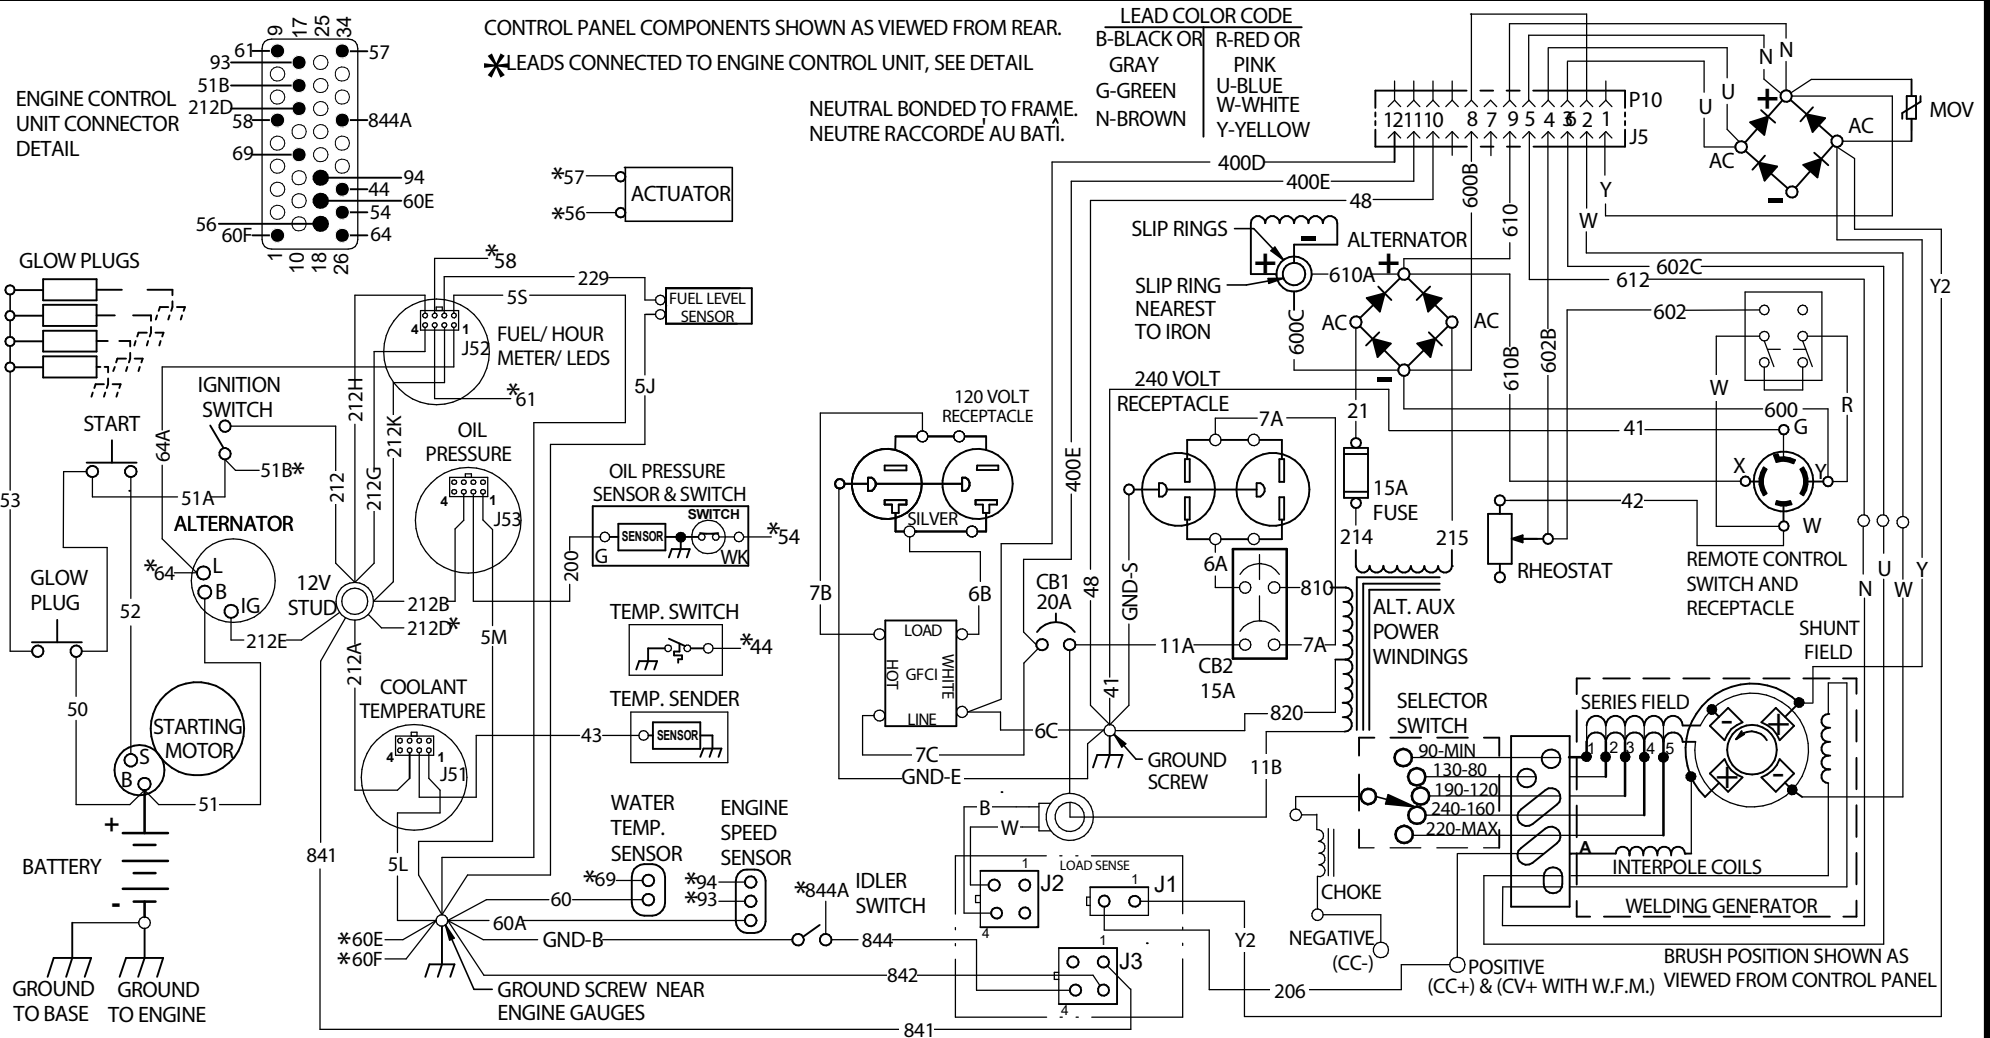 CONTROL PANEL COMPONENTS SHOWN AS VIEWED FROM REAR.
*LEADS CONNECTED TO ENGINE CONTROL UNIT, SEE DETAIL
NEUTRAL BONDED TO FRAME.
NEUTRE RACCORDE' AU BATÎ.
LEAD COLOR CODE
B-BLACK OR
GRAY
G-GREEN
N-BROWN
R-RED OR
PINK
U-BLUE
W-WHITE
Y-YELLOW
ENGINE CONTROL
UNIT CONNECTOR
DETAIL
9 17 25 34
61
93
51B
212D
58
69
56
60F
57
844A
94
44
60E
54
64
1 10 18 26
*57
*56
ACTUATOR
GLOW PLUGS
53
START
IGNITION
SWITCH
51B*
51A
64A
ALTERNATOR
*64
L
B
IG
212E
GLOW
PLUG
52
50
STARTING
MOTOR
S
B
51
+
BATTERY
-
GROUND
TO BASE
GROUND
TO ENGINE
*58
229
5S
FUEL LEVEL
SENSOR
4 1
J52
FUEL/ HOUR
METER/ LEDS
*61
5J
212H
212K
212
212G
OIL
PRESSURE
4 1
J53
12V
STUD
212B
212D*
212A
5M
200
OIL PRESSURE
SENSOR & SWITCH
SWITCH
SENSOR
G
WK
*54
TEMP. SWITCH
*44
TEMP. SENDER
SENSOR
43
COOLANT
TEMPERATURE
4 1
J51
841
5L
WATER
TEMP.
SENSOR
*69
60
ENGINE
SPEED
SENSOR
*94
*93
60A
*844A
IDLER
SWITCH
GND-B
844
*60E
*60F
842
GROUND SCREW NEAR
ENGINE GAUGES
841
120 VOLT
RECEPTACLE
SILVER
7B
6B
LOAD
HOT
GFCI
WHITE
LINE
6C
7C
GND-E
400D
400E
48
400E
48
GND-S
CB1
20A
11A
41
GROUND
SCREW
11B
820
240 VOLT
RECEPTACLE
7A
6A
810
7A
CB2
15A
B
W
LOAD SENSE
1
J2
4
1
J1
1
J3
4
Y2
206
12 11 10 8 7 9 5 4 3 6 2 1
P10
J5
600B
610
Y
W
SLIP RINGS
SLIP RING
NEAREST
TO IRON
+
-
ALTERNATOR
+
610A
600C
AC
AC
-
21
15A
FUSE
214
215
ALT. AUX
POWER
WINDINGS
N
N
U
U
+
AC
AC
-
MOV
602C
612
602
602B
610B
W
R
600
41
G
X
Y
W
42
RHEOSTAT
REMOTE CONTROL
SWITCH AND
RECEPTACLE
N
U
W
Y
Y2
SHUNT
FIELD
SELECTOR
SWITCH
90-MIN
130-80
190-120
240-160
220-MAX
SERIES FIELD
1 2 3 4 5
-
+
+
-
A
INTERPOLE COILS
WELDING GENERATOR
CHOKE
NEGATIVE
(CC-)
POSITIVE
(CC+) & (CV+ WITH W.F.M.)
BRUSH POSITION SHOWN AS
VIEWED FROM CONTROL PANEL